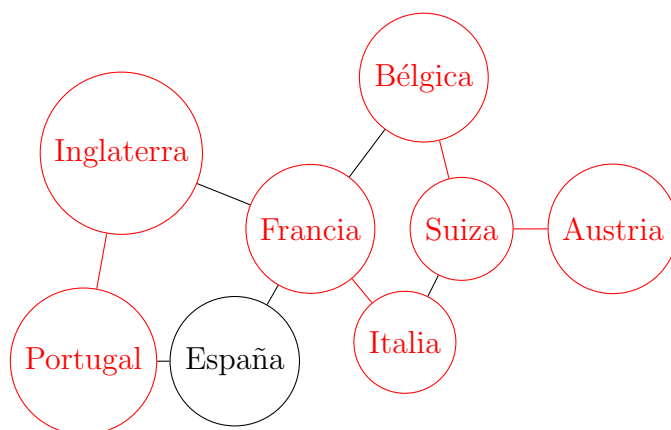 Bélgica
Inglaterra
Francia
Suiza
Austria
Italia
Portugal
España